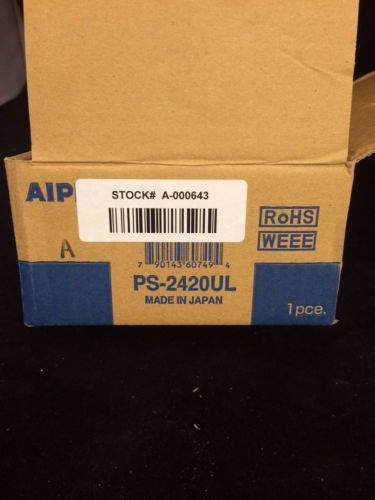 STOCK# A-000643
AIP
RoHS
WEEE
A
7 90143 60749 4
PS-2420UL
MADE IN JAPAN
1pce.